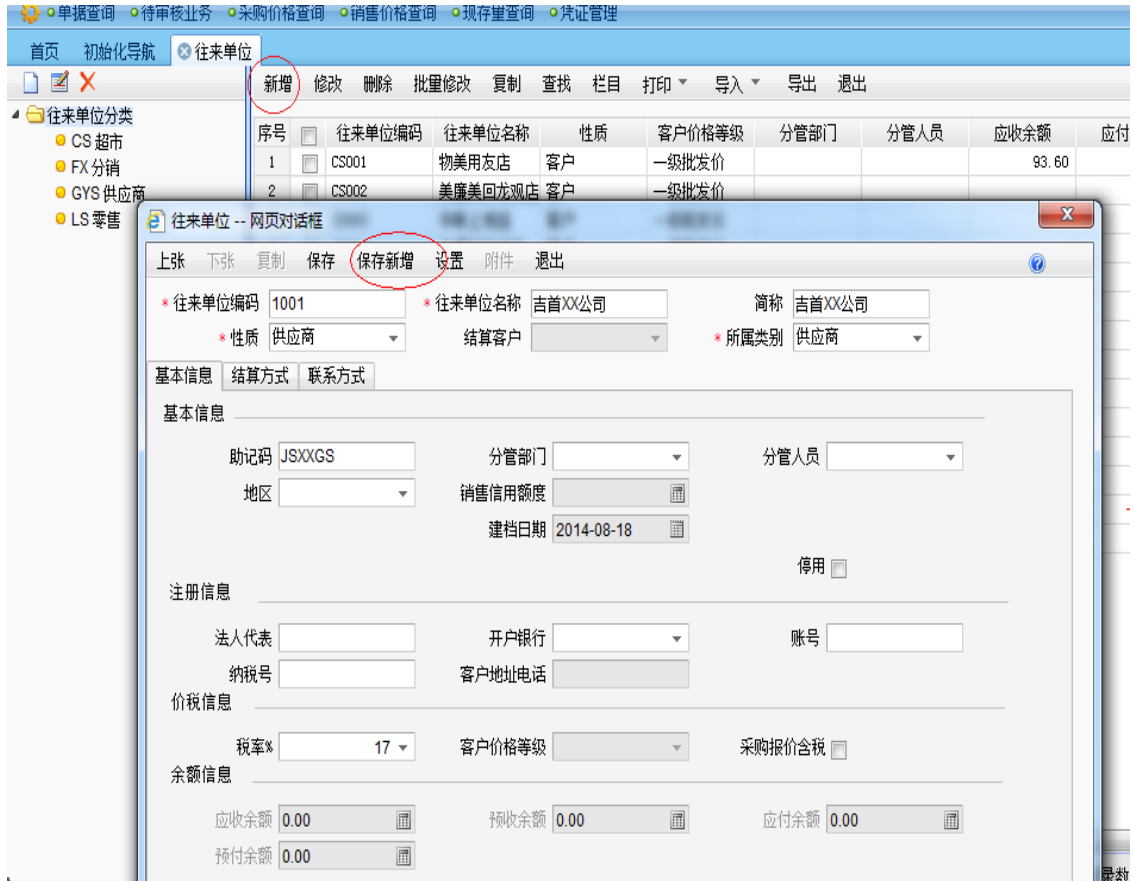 单据查询 待审核业务 采购价格查询 销售价格查询 现存量查询 凭证管理
首页 初始化导航 往来单位
新增 修改 删除 批量修改 复制 查找 栏目 打印 导入 导出 退出
往来单位分类
CS 超市
FX 分销
GYS 供应商
LS 零售
序号 往来单位编码 往来单位名称 性质 客户价格等级 分管部门 分管人员 应收余额 应付
1 CS001 物美用友店 客户 一级批发价 93.60
2 CS002 美廉美回龙观店 客户 一级批发价
往来单位 -- 网页对话框
上张 下张 复制 保存 保存新增 设置 附件 退出
* 往来单位编码 1001 * 往来单位名称 吉首XX公司 简称 吉首XX公司
* 性质 供应商 结算客户 * 所属类别 供应商
基本信息 结算方式 联系方式
基本信息
助记码 JSXXGS 分管部门 分管人员
地区 销售信用额度
建档日期 2014-08-18
停用
注册信息
法人代表 开户银行 账号
纳税号 客户地址电话
价税信息
税率% 17 客户价格等级 采购报价含税
余额信息
应收余额 0.00 预收余额 0.00 应付余额 0.00
预付余额 0.00
录数